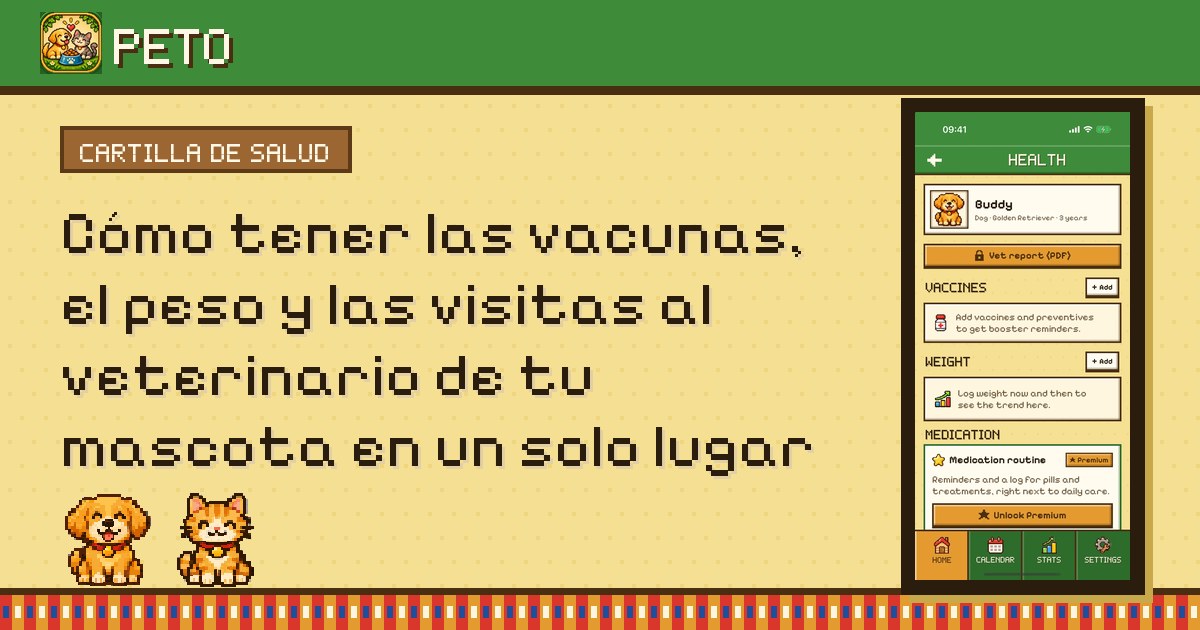 PETO
CARTILLA DE SALUD
Cómo tener las vacunas,
el peso y las visitas al
veterinario de tu
mascota en un solo lugar
09:41
HEALTH
Buddy
Dog · Golden Retriever · 3 years
Vet report (PDF)
VACCINES
+ Add
Add vaccines and preventives
to get booster reminders.
WEIGHT
+ Add
Log weight now and then to
see the trend here.
MEDICATION
Medication routine
Premium
Reminders and a log for pills and
treatments, right next to daily care.
Unlock Premium
HOME
CALENDAR
STATS
SETTINGS